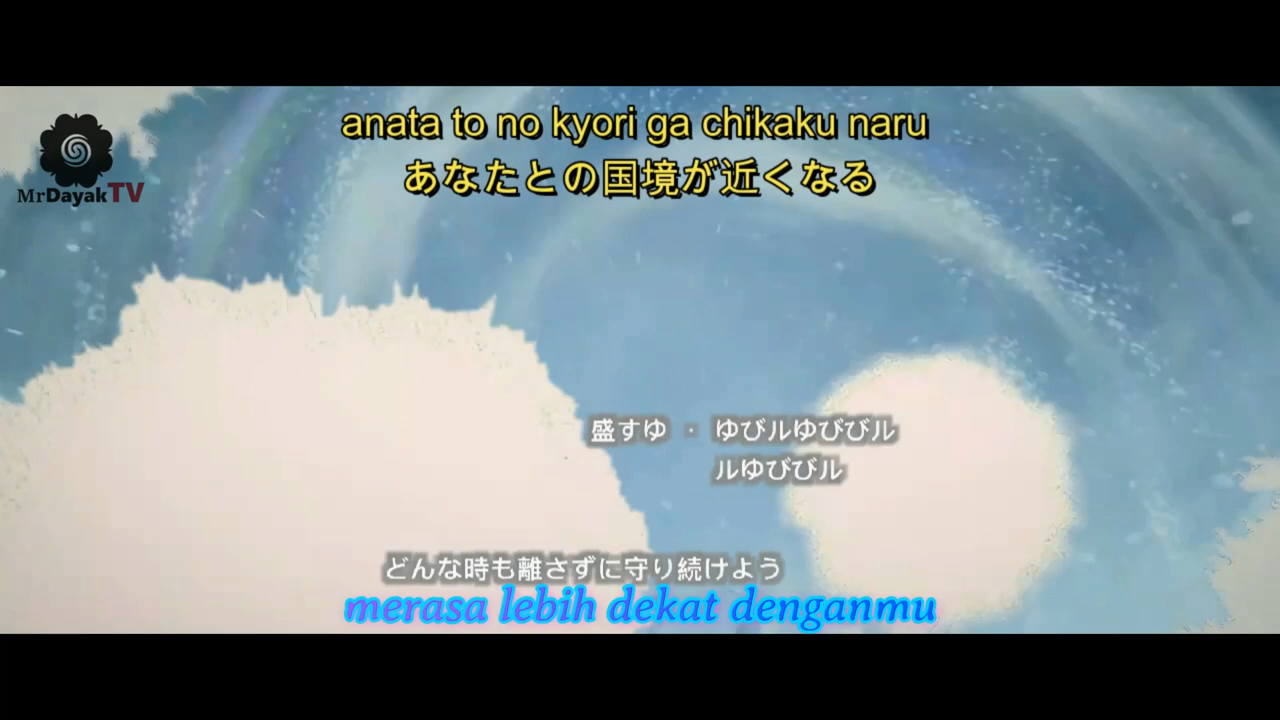 anata to no kyori ga chikaku naru
あなたとの国境が近くなる
MrDayakTV
盛すゆ ・ ゆびルゆびびル
ルゆびびル
どんな時も離さずに守り続けよう
merasa lebih dekat denganmu